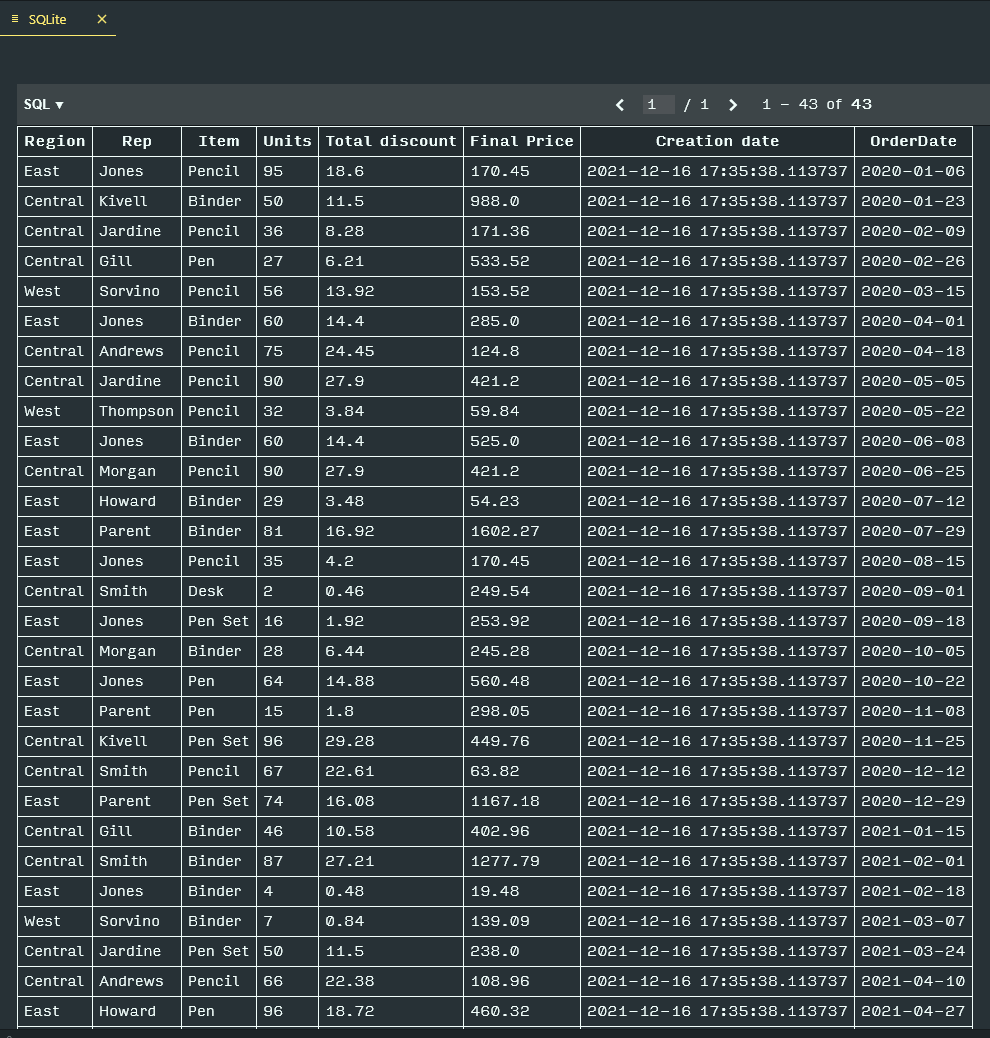 SQLite
SQL
1 / 1 1 - 43 of 43
Region Rep Item Units Total discount Final Price Creation date OrderDate
East Jones Pencil 95 18.6 170.45 2021-12-16 17:35:38.113737 2020-01-06
Central Kivell Binder 50 11.5 988.0 2021-12-16 17:35:38.113737 2020-01-23
Central Jardine Pencil 36 8.28 171.36 2021-12-16 17:35:38.113737 2020-02-09
Central Gill Pen 27 6.21 533.52 2021-12-16 17:35:38.113737 2020-02-26
West Sorvino Pencil 56 13.92 153.52 2021-12-16 17:35:38.113737 2020-03-15
East Jones Binder 60 14.4 285.0 2021-12-16 17:35:38.113737 2020-04-01
Central Andrews Pencil 75 24.45 124.8 2021-12-16 17:35:38.113737 2020-04-18
Central Jardine Pencil 90 27.9 421.2 2021-12-16 17:35:38.113737 2020-05-05
West Thompson Pencil 32 3.84 59.84 2021-12-16 17:35:38.113737 2020-05-22
East Jones Binder 60 14.4 525.0 2021-12-16 17:35:38.113737 2020-06-08
Central Morgan Pencil 90 27.9 421.2 2021-12-16 17:35:38.113737 2020-06-25
East Howard Binder 29 3.48 54.23 2021-12-16 17:35:38.113737 2020-07-12
East Parent Binder 81 16.92 1602.27 2021-12-16 17:35:38.113737 2020-07-29
East Jones Pencil 35 4.2 170.45 2021-12-16 17:35:38.113737 2020-08-15
Central Smith Desk 2 0.46 249.54 2021-12-16 17:35:38.113737 2020-09-01
East Jones Pen Set 16 1.92 253.92 2021-12-16 17:35:38.113737 2020-09-18
Central Morgan Binder 28 6.44 245.28 2021-12-16 17:35:38.113737 2020-10-05
East Jones Pen 64 14.88 560.48 2021-12-16 17:35:38.113737 2020-10-22
East Parent Pen 15 1.8 298.05 2021-12-16 17:35:38.113737 2020-11-08
Central Kivell Pen Set 96 29.28 449.76 2021-12-16 17:35:38.113737 2020-11-25
Central Smith Pencil 67 22.61 63.82 2021-12-16 17:35:38.113737 2020-12-12
East Parent Pen Set 74 16.08 1167.18 2021-12-16 17:35:38.113737 2020-12-29
Central Gill Binder 46 10.58 402.96 2021-12-16 17:35:38.113737 2021-01-15
Central Smith Binder 87 27.21 1277.79 2021-12-16 17:35:38.113737 2021-02-01
East Jones Binder 4 0.48 19.48 2021-12-16 17:35:38.113737 2021-02-18
West Sorvino Binder 7 0.84 139.09 2021-12-16 17:35:38.113737 2021-03-07
Central Jardine Pen Set 50 11.5 238.0 2021-12-16 17:35:38.113737 2021-03-24
Central Andrews Pencil 66 22.38 108.96 2021-12-16 17:35:38.113737 2021-04-10
East Howard Pen 96 18.72 460.32 2021-12-16 17:35:38.113737 2021-04-27